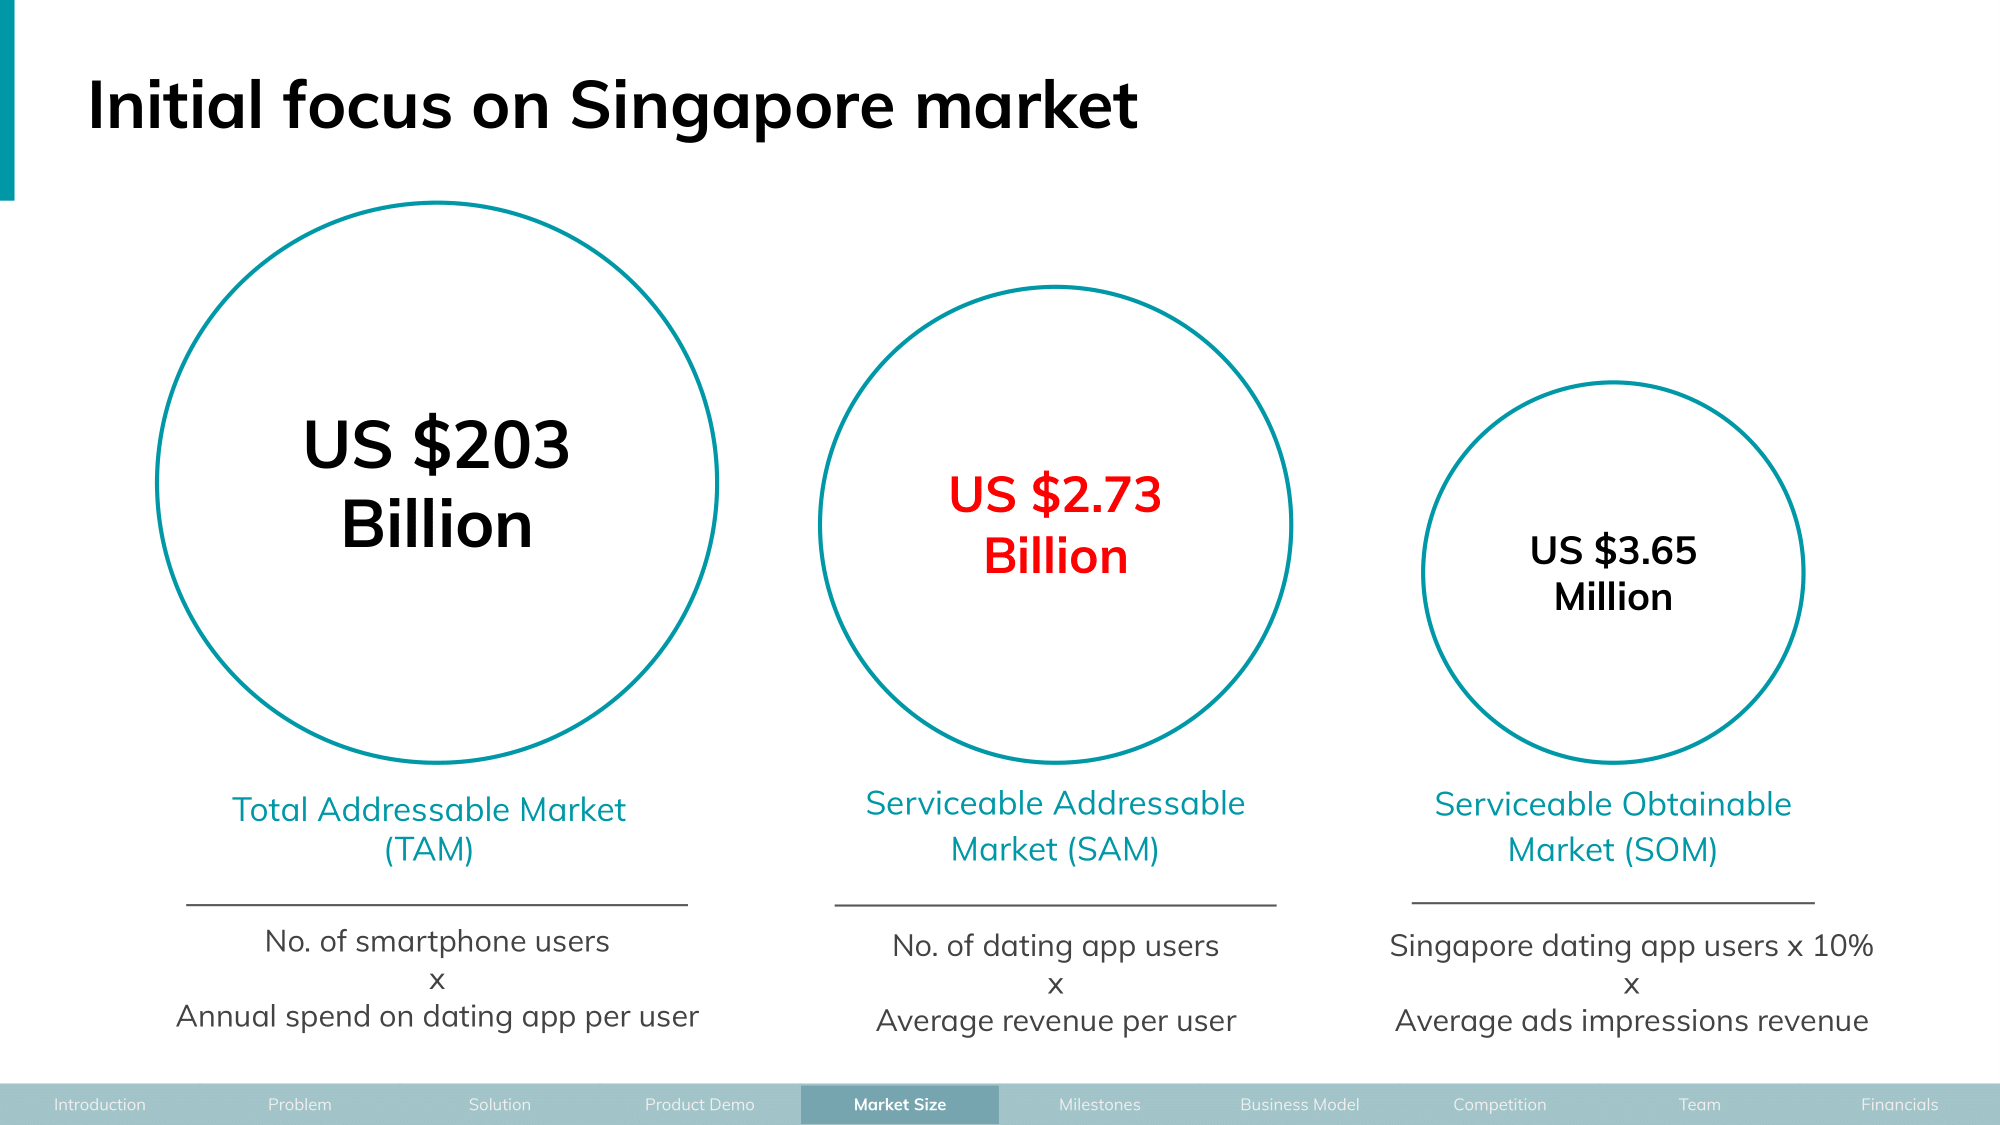 Initial focus on Singapore market
US $203
Billion
Total Addressable Market
(TAM)
No. of smartphone users
x
Annual spend on dating app per user
US $2.73
Billion
Serviceable Addressable
Market (SAM)
No. of dating app users
x
Average revenue per user
US $3.65
Million
Serviceable Obtainable
Market (SOM)
Singapore dating app users x 10%
x
Average ads impressions revenue
Introduction Problem Solution Product Demo Market Size Milestones Business Model Competition Team Financials